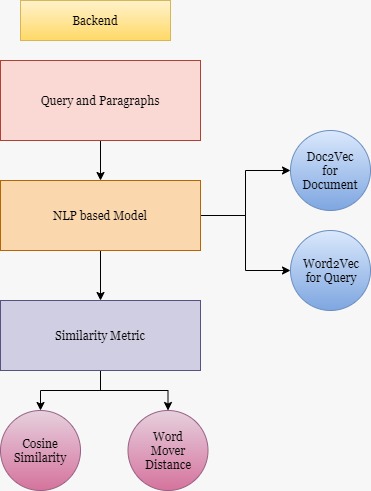 Backend
Query and Paragraphs
Doc2Vec
for
Document
NLP based Model
Word2Vec
for Query
Similarity Metric
Cosine
Similarity
Word
Mover
Distance